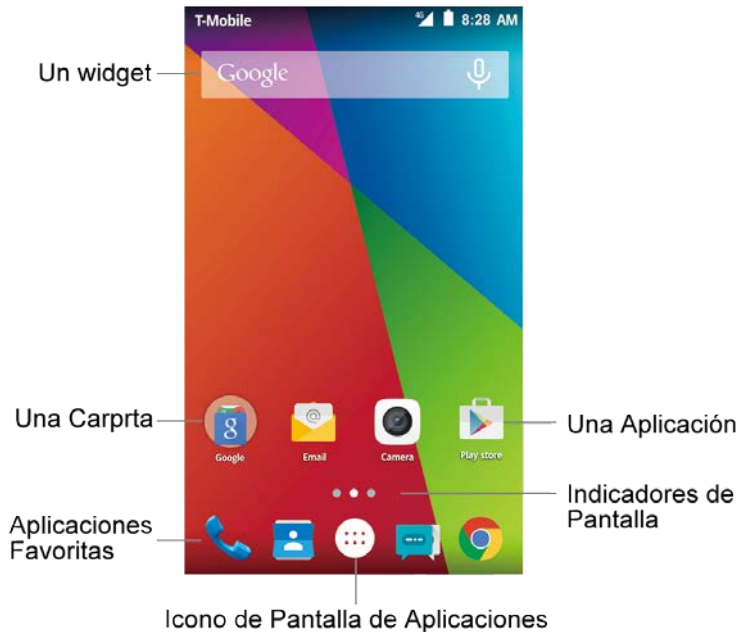 T-Mobile 4G 8:28 AM
Un widget
Google
Una Carprta
Google
Email
Camera
Play store
Una Aplicación
Indicadores de
Pantalla
Aplicaciones
Favoritas
Icono de Pantalla de Aplicaciones